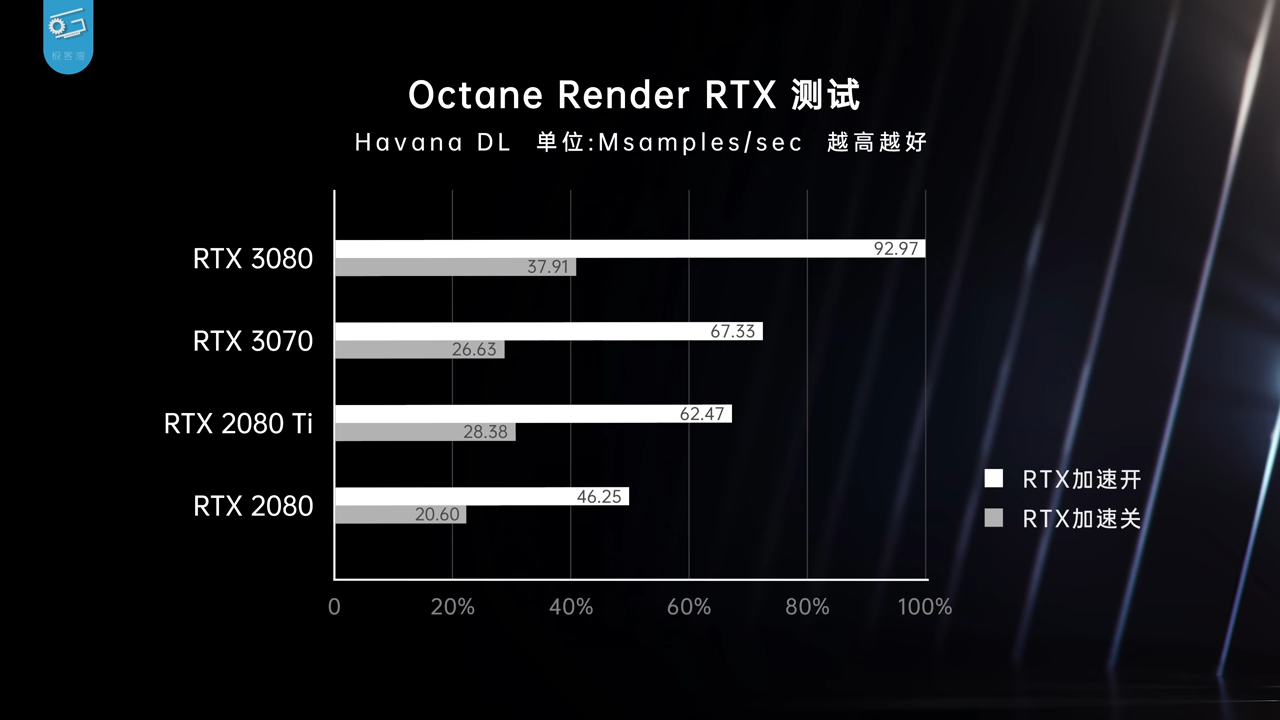 极客湾
Octane Render RTX 测试
Havana DL 单位:Msamples/sec 越高越好
RTX 3080
92.97
37.91
RTX 3070
67.33
26.63
RTX 2080 Ti
62.47
28.38
RTX 2080
46.25
20.60
RTX加速开
RTX加速关
0 20% 40% 60% 80% 100%